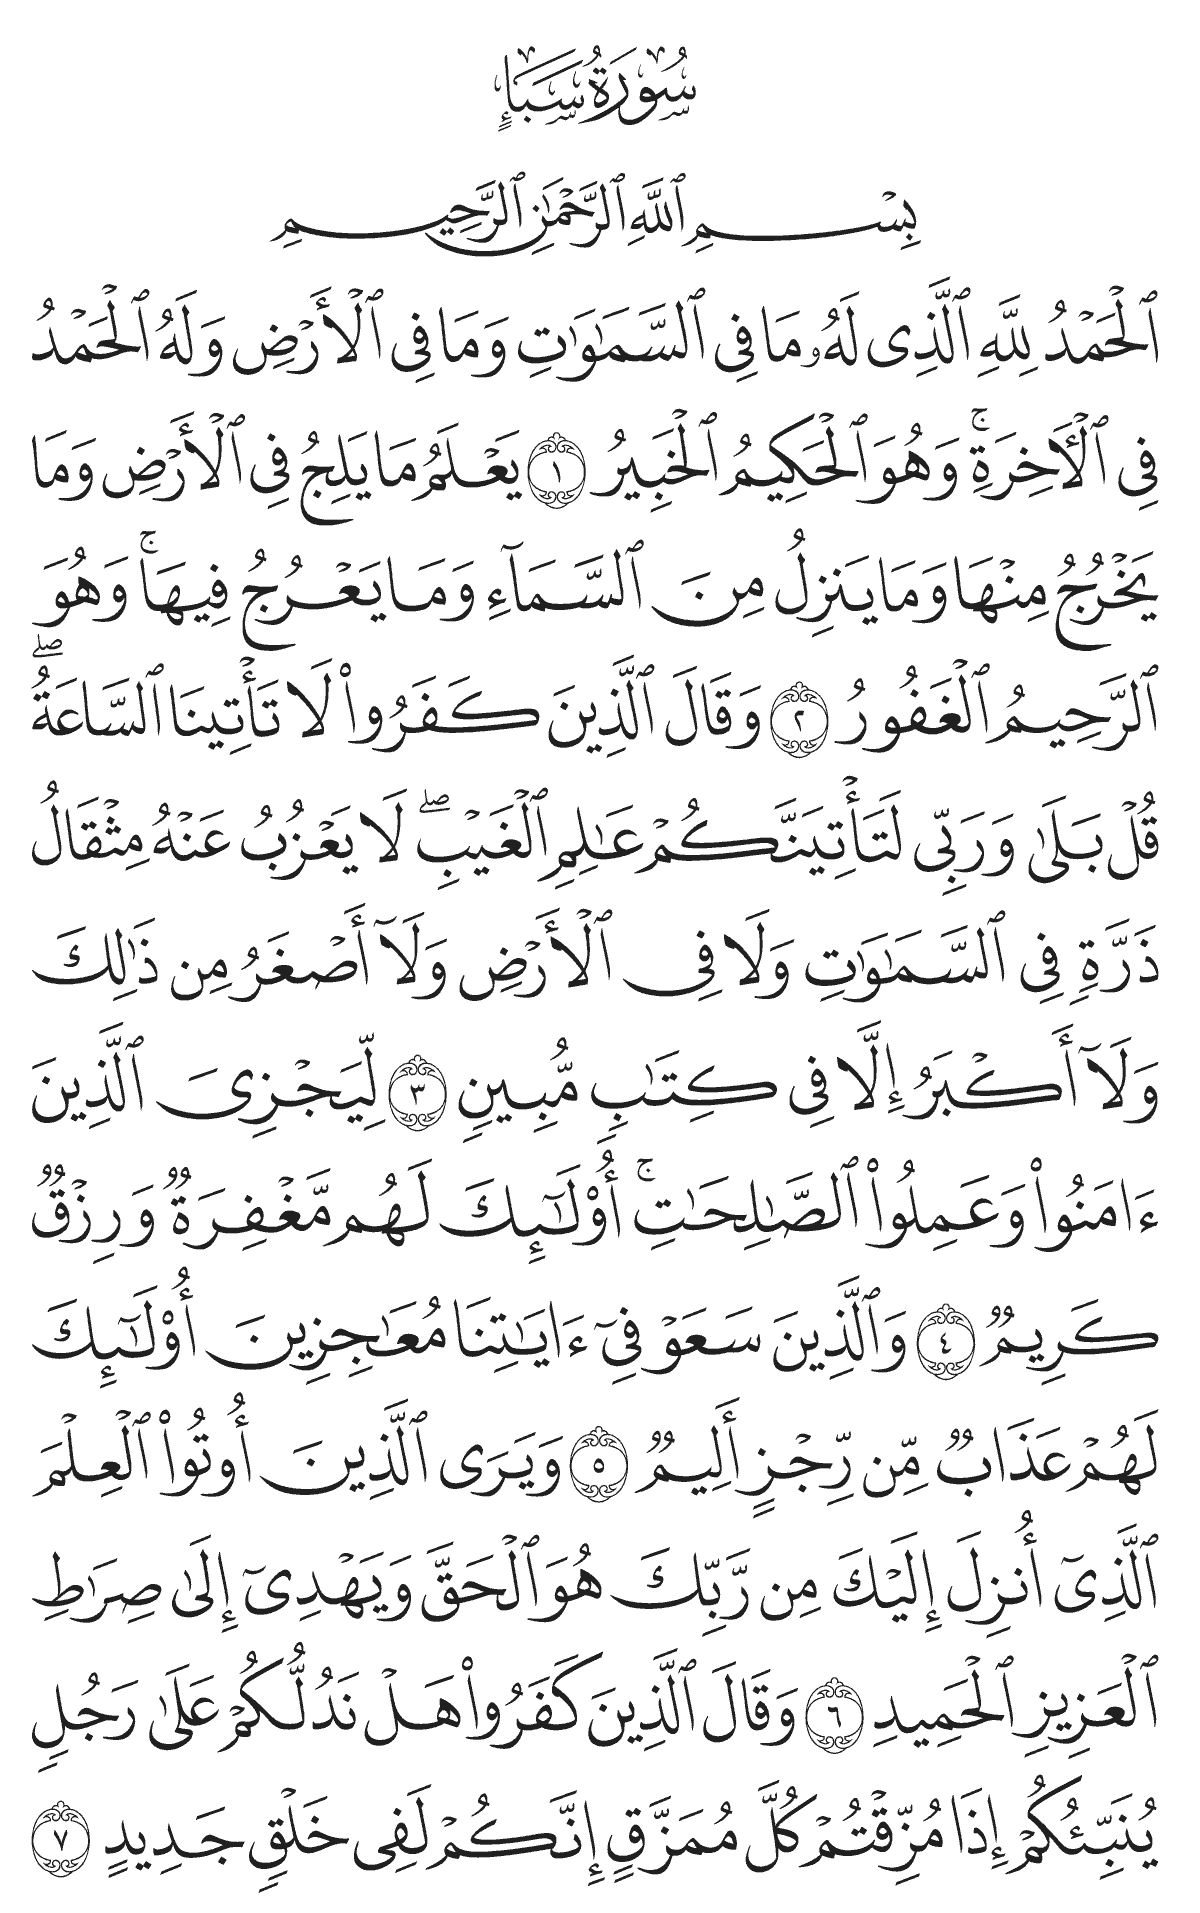 سُورَةُ سَبَإٍ
بِسْمِ ٱللَّهِ ٱلرَّحْمَٰنِ ٱلرَّحِيمِ
ٱلْحَمْدُ لِلَّهِ ٱلَّذِى لَهُۥ مَا فِى ٱلسَّمَٰوَٰتِ وَمَا فِى ٱلْأَرْضِ وَلَهُ ٱلْحَمْدُ
فِى ٱلْـَٔاخِرَةِ ۚ وَهُوَ ٱلْحَكِيمُ ٱلْخَبِيرُ ١ يَعْلَمُ مَا يَلِجُ فِى ٱلْأَرْضِ وَمَا
يَخْرُجُ مِنْهَا وَمَا يَنزِلُ مِنَ ٱلسَّمَآءِ وَمَا يَعْرُجُ فِيهَا ۚ وَهُوَ
ٱلرَّحِيمُ ٱلْغَفُورُ ٢ وَقَالَ ٱلَّذِينَ كَفَرُوا۟ لَا تَأْتِينَا ٱلسَّاعَةُ ۖ
قُلْ بَلَىٰ وَرَبِّى لَتَأْتِيَنَّكُمْ عَٰلِمِ ٱلْغَيْبِ ۖ لَا يَعْزُبُ عَنْهُ مِثْقَالُ
ذَرَّةٍ فِى ٱلسَّمَٰوَٰتِ وَلَا فِى ٱلْأَرْضِ وَلَآ أَصْغَرُ مِن ذَٰلِكَ
وَلَآ أَكْبَرُ إِلَّا فِى كِتَٰبٍ مُّبِينٍ ٣ لِّيَجْزِىَ ٱلَّذِينَ
ءَامَنُوا۟ وَعَمِلُوا۟ ٱلصَّٰلِحَٰتِ ۚ أُو۟لَٰٓئِكَ لَهُم مَّغْفِرَةٌ وَرِزْقٌ
كَرِيمٌ ٤ وَٱلَّذِينَ سَعَوْ فِىٓ ءَايَٰتِنَا مُعَٰجِزِينَ أُو۟لَٰٓئِكَ
لَهُمْ عَذَابٌ مِّن رِّجْزٍ أَلِيمٌ ٥ وَيَرَى ٱلَّذِينَ أُوتُوا۟ ٱلْعِلْمَ
ٱلَّذِىٓ أُنزِلَ إِلَيْكَ مِن رَّبِّكَ هُوَ ٱلْحَقَّ وَيَهْدِىٓ إِلَىٰ صِرَٰطِ
ٱلْعَزِيزِ ٱلْحَمِيدِ ٦ وَقَالَ ٱلَّذِينَ كَفَرُوا۟ هَلْ نَدُلُّكُمْ عَلَىٰ رَجُلٍ
يُنَبِّئُكُمْ إِذَا مُزِّقْتُمْ كُلَّ مُمَزَّقٍ إِنَّكُمْ لَفِى خَلْقٍ جَدِيدٍ ٧